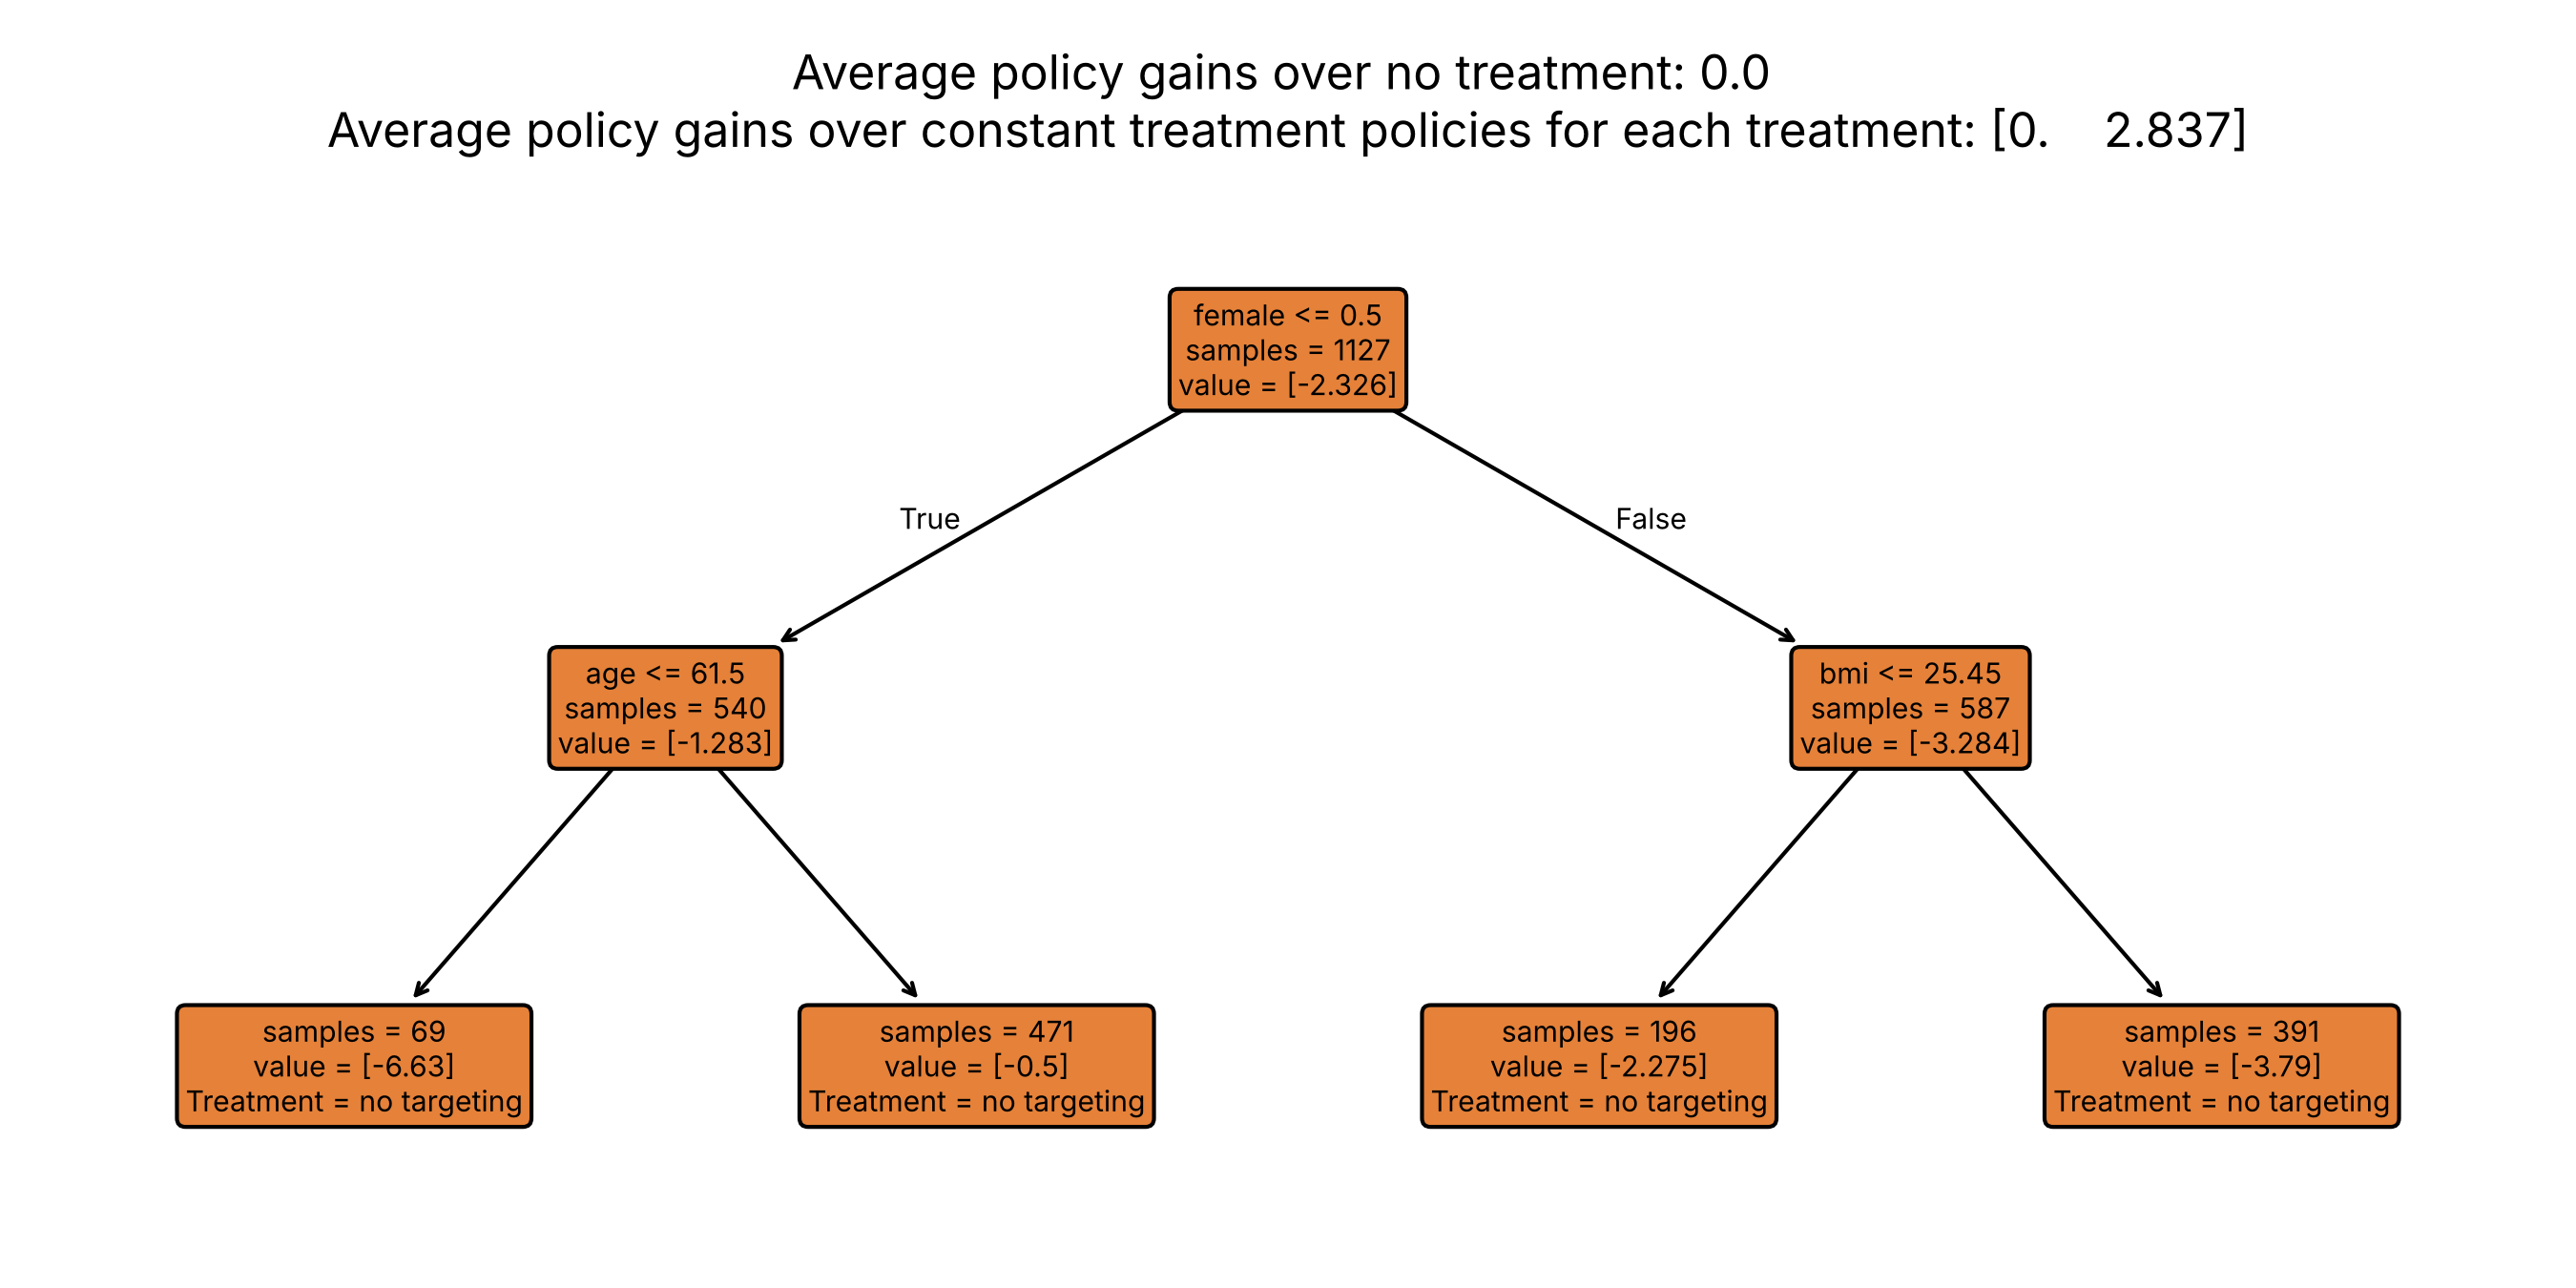 Average policy gains over no treatment: 0.0
Average policy gains over constant treatment policies for each treatment: [0.    2.837]
female <= 0.5
samples = 1127
value = [-2.326]
True
False
age <= 61.5
samples = 540
value = [-1.283]
bmi <= 25.45
samples = 587
value = [-3.284]
samples = 69
value = [-6.63]
Treatment = no targeting
samples = 471
value = [-0.5]
Treatment = no targeting
samples = 196
value = [-2.275]
Treatment = no targeting
samples = 391
value = [-3.79]
Treatment = no targeting